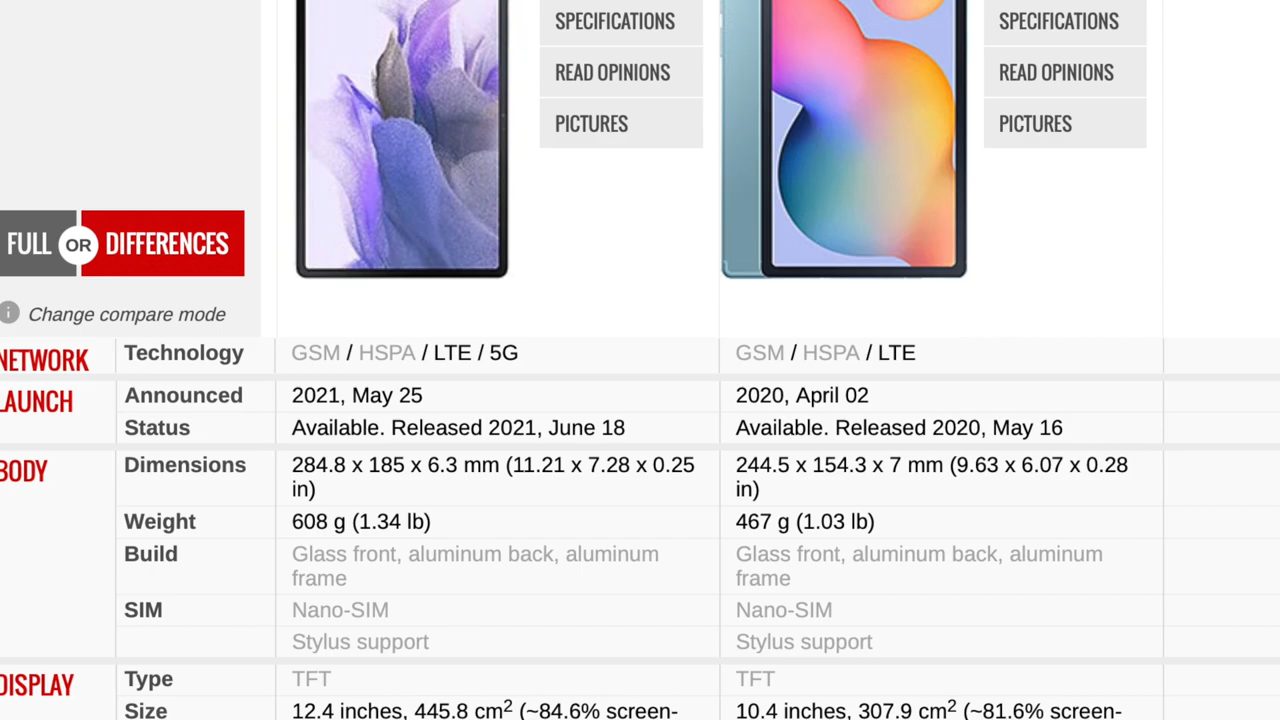 SPECIFICATIONS
READ OPINIONS
PICTURES
SPECIFICATIONS
READ OPINIONS
PICTURES
FULL OR DIFFERENCES
Change compare mode
NETWORK Technology GSM / HSPA / LTE / 5G GSM / HSPA / LTE
LAUNCH Announced 2021, May 25 2020, April 02
Status Available. Released 2021, June 18 Available. Released 2020, May 16
BODY Dimensions 284.8 x 185 x 6.3 mm (11.21 x 7.28 x 0.25 in) 244.5 x 154.3 x 7 mm (9.63 x 6.07 x 0.28 in)
Weight 608 g (1.34 lb) 467 g (1.03 lb)
Build Glass front, aluminum back, aluminum frame Glass front, aluminum back, aluminum frame
SIM Nano-SIM Nano-SIM
Stylus support Stylus support
DISPLAY Type TFT TFT
Size 12.4 inches, 445.8 cm² (~84.6% screen- 10.4 inches, 307.9 cm² (~81.6% screen-